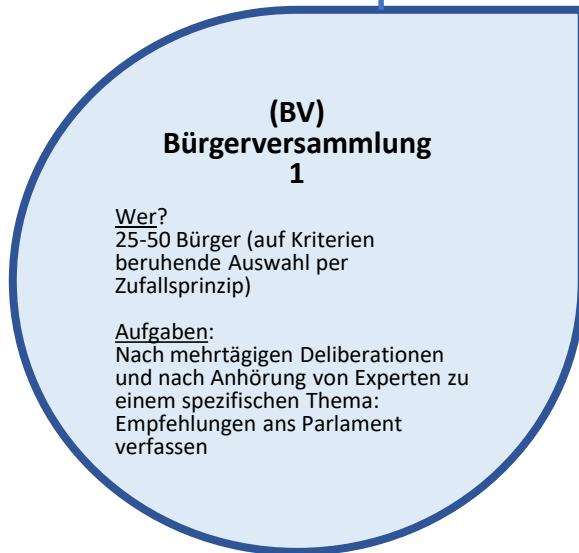 (BV)
Bürgerversammlung
1
Wer?
25-50 Bürger (auf Kriterien
beruhende Auswahl per
Zufallsprinzip)
Aufgaben:
Nach mehrtägigen Deliberationen
und nach Anhörung von Experten zu
einem spezifischen Thema:
Empfehlungen ans Parlament
verfassen